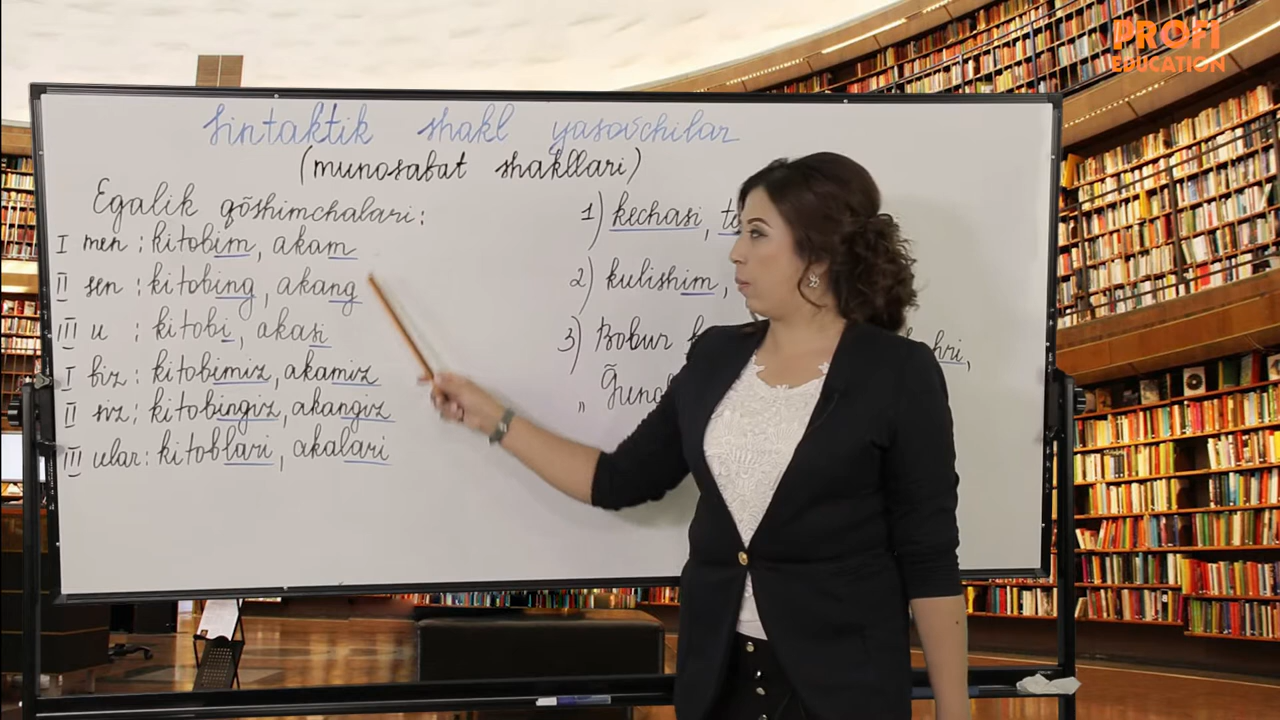 PROFI
EDUCATION
Sintaktik shakl yasovchilar
(munosabat shakllari)
Egalik qõshimchalari:
I men : kitobim, akam
II sen : kitobing, akang
III u : kitobi, akasi
I biz : kitobimiz, akamiz
II siz : kitobingiz, akangiz
III ular : kitoblari, akalari
1) kechasi,
2) kulishim,
3) Bobur
"